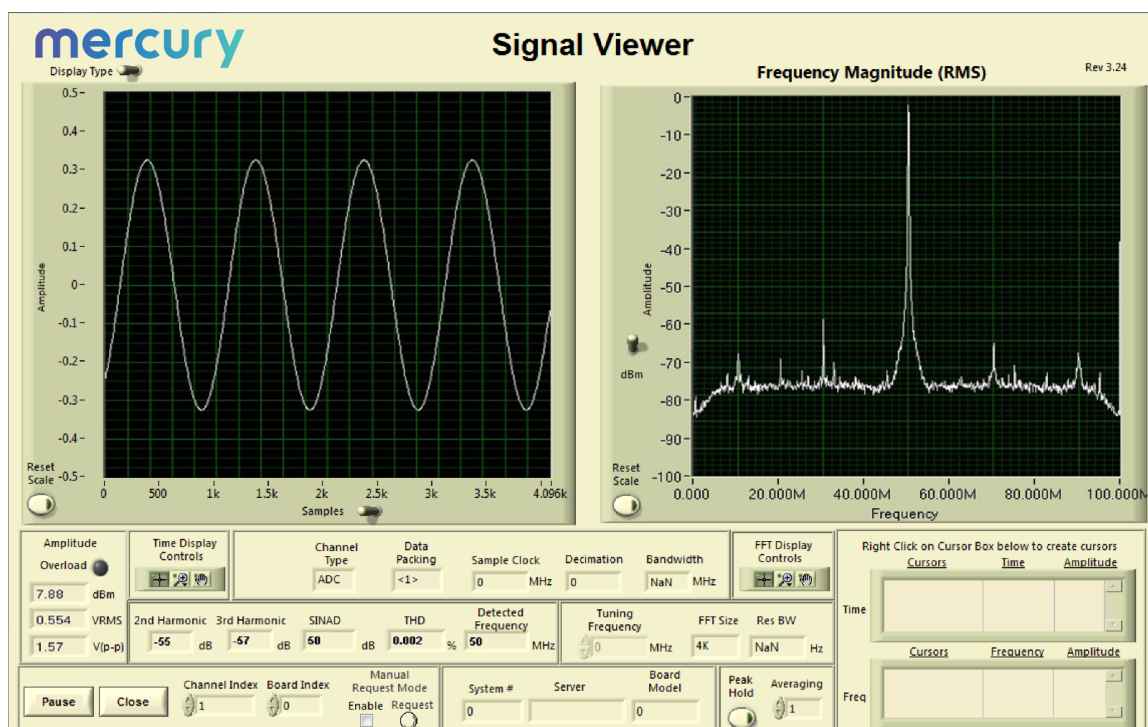 mercury
Signal Viewer
Display Type
Frequency Magnitude (RMS)
Rev 3.24
0.5
0.4
0.3
0.2
0.1
0
-0.1
-0.2
-0.3
-0.4
-0.5
Amplitude
0 500 1k 1.5k 2k 2.5k 3k 3.5k 4.096k
Samples
Reset
Scale
0
-10
-20
-30
-40
-50
-60
-70
-80
-90
-100
Amplitude
dBm
0.000 20.000M 40.000M 60.000M 80.000M 100.000M
Frequency
Reset
Scale
Amplitude
Overload
7.88 dBm
0.554 VRMS
1.57 V(p-p)
Time Display
Controls
Channel
Type
ADC
Data
Packing
<1>
Sample Clock
0 MHz
Decimation
0
Bandwidth
NaN MHz
FFT Display
Controls
2nd Harmonic
-55 dB
3rd Harmonic
-57 dB
SINAD
50 dB
THD
0.002 %
Detected
Frequency
50 MHz
Tuning
Frequency
0 MHz
FFT Size
4K
Res BW
NaN Hz
Right Click on Cursor Box below to create cursors
Cursors Time Amplitude
Time
Cursors Frequency Amplitude
Freq
Pause
Close
Channel Index
1
Board Index
0
Manual
Request Mode
Enable Request
System #
0
Server
Board
Model
0
Peak
Hold
Averaging
1